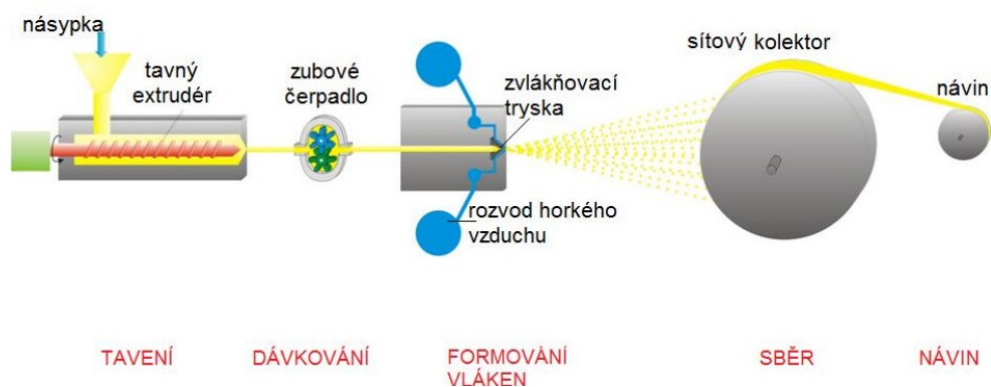 násypka
tavný
extrudér
zubové
čerpadlo
zvlákňovací
tryska
rozvod horkého
vzduchu
sítový kolektor
návin
TAVENÍ
DÁVKOVÁNÍ
FORMOVÁNÍ
VLÁKEN
SBĚR
NÁVIN